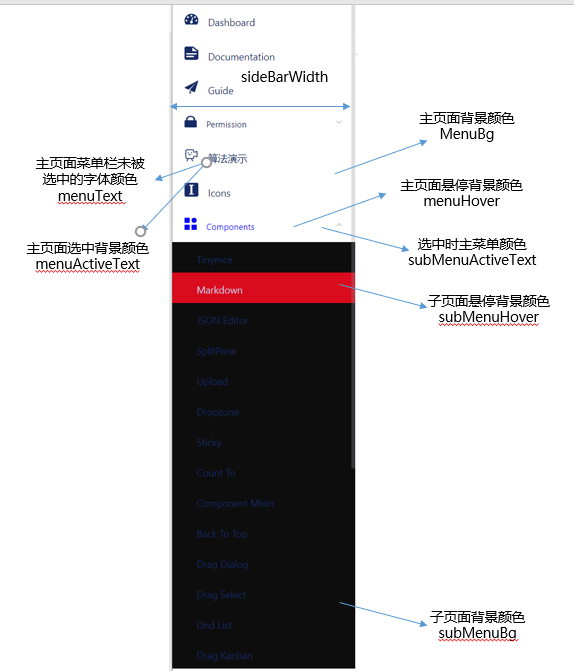 Dashboard
Documentation
sideBarWidth
Guide
Permission
主页面背景颜色
MenuBg
算法演示
主页面菜单栏未被
选中的字体颜色
menuText
Icons
主页面悬停背景颜色
menuHover
Components
主页面选中背景颜色
menuActiveText
选中时主菜单颜色
subMenuActiveText
Tinymce
Markdown
子页面悬停背景颜色
subMenuHover
JSON Editor
SplitPane
Upload
Dropzone
Sticky
Count To
Component Mixin
Back To Top
Drag Dialog
Drag Select
子页面背景颜色
subMenuBg
Dnd List
Drag Kanban